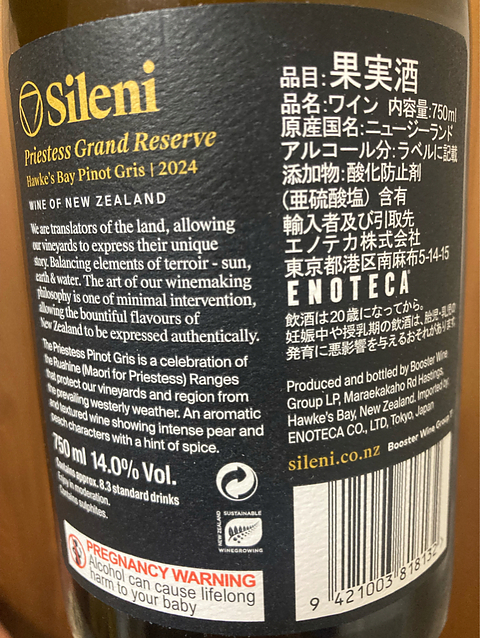 Sileni
Priestess Grand Reserve
Hawke's Bay Pinot Gris | 2024
WINE OF NEW ZEALAND
We are translators of the land, allowing
our vineyards to express their unique
story. Balancing elements of terroir - sun,
earth & water. The art of our winemaking
philosophy is one of minimal intervention,
allowing the bountiful flavours of
New Zealand to be expressed authentically.
The Priestess Pinot Gris is a celebration of
the Ruahine (Maori for Priestess) Ranges
that protect our vineyards and region from
the prevailing westerly weather. An aromatic
and textured wine showing intense pear and
peach characters with a hint of spice.
750 ml 14.0% Vol.
Contains approx. 8.3 standard drinks
Enjoy in moderation.
Contains sulphites.
NEW ZEALAND
SUSTAINABLE
WINEGROWING
PREGNANCY WARNING
Alcohol can cause lifelong
harm to your baby
品目:果実酒
品名:ワイン 内容量:750ml
原産国名:ニュージーランド
アルコール分:ラベルに記載
添加物:酸化防止剤
(亜硫酸塩)含有
輸入者及び引取先
エノテカ株式会社
東京都港区南麻布5-14-15
ENOTECA
飲酒は20歳になってから。
妊娠中や授乳期の飲酒は、胎児・乳児の
発育に悪影響を与えるおそれがあります。
Produced and bottled by Booster Wine
Group LP, Maraekakaho Rd Hastings,
Hawke's Bay, New Zealand. Imported by:
ENOTECA CO., LTD, Tokyo, Japan
sileni.co.nz Booster Wine Group
9 421003 818132